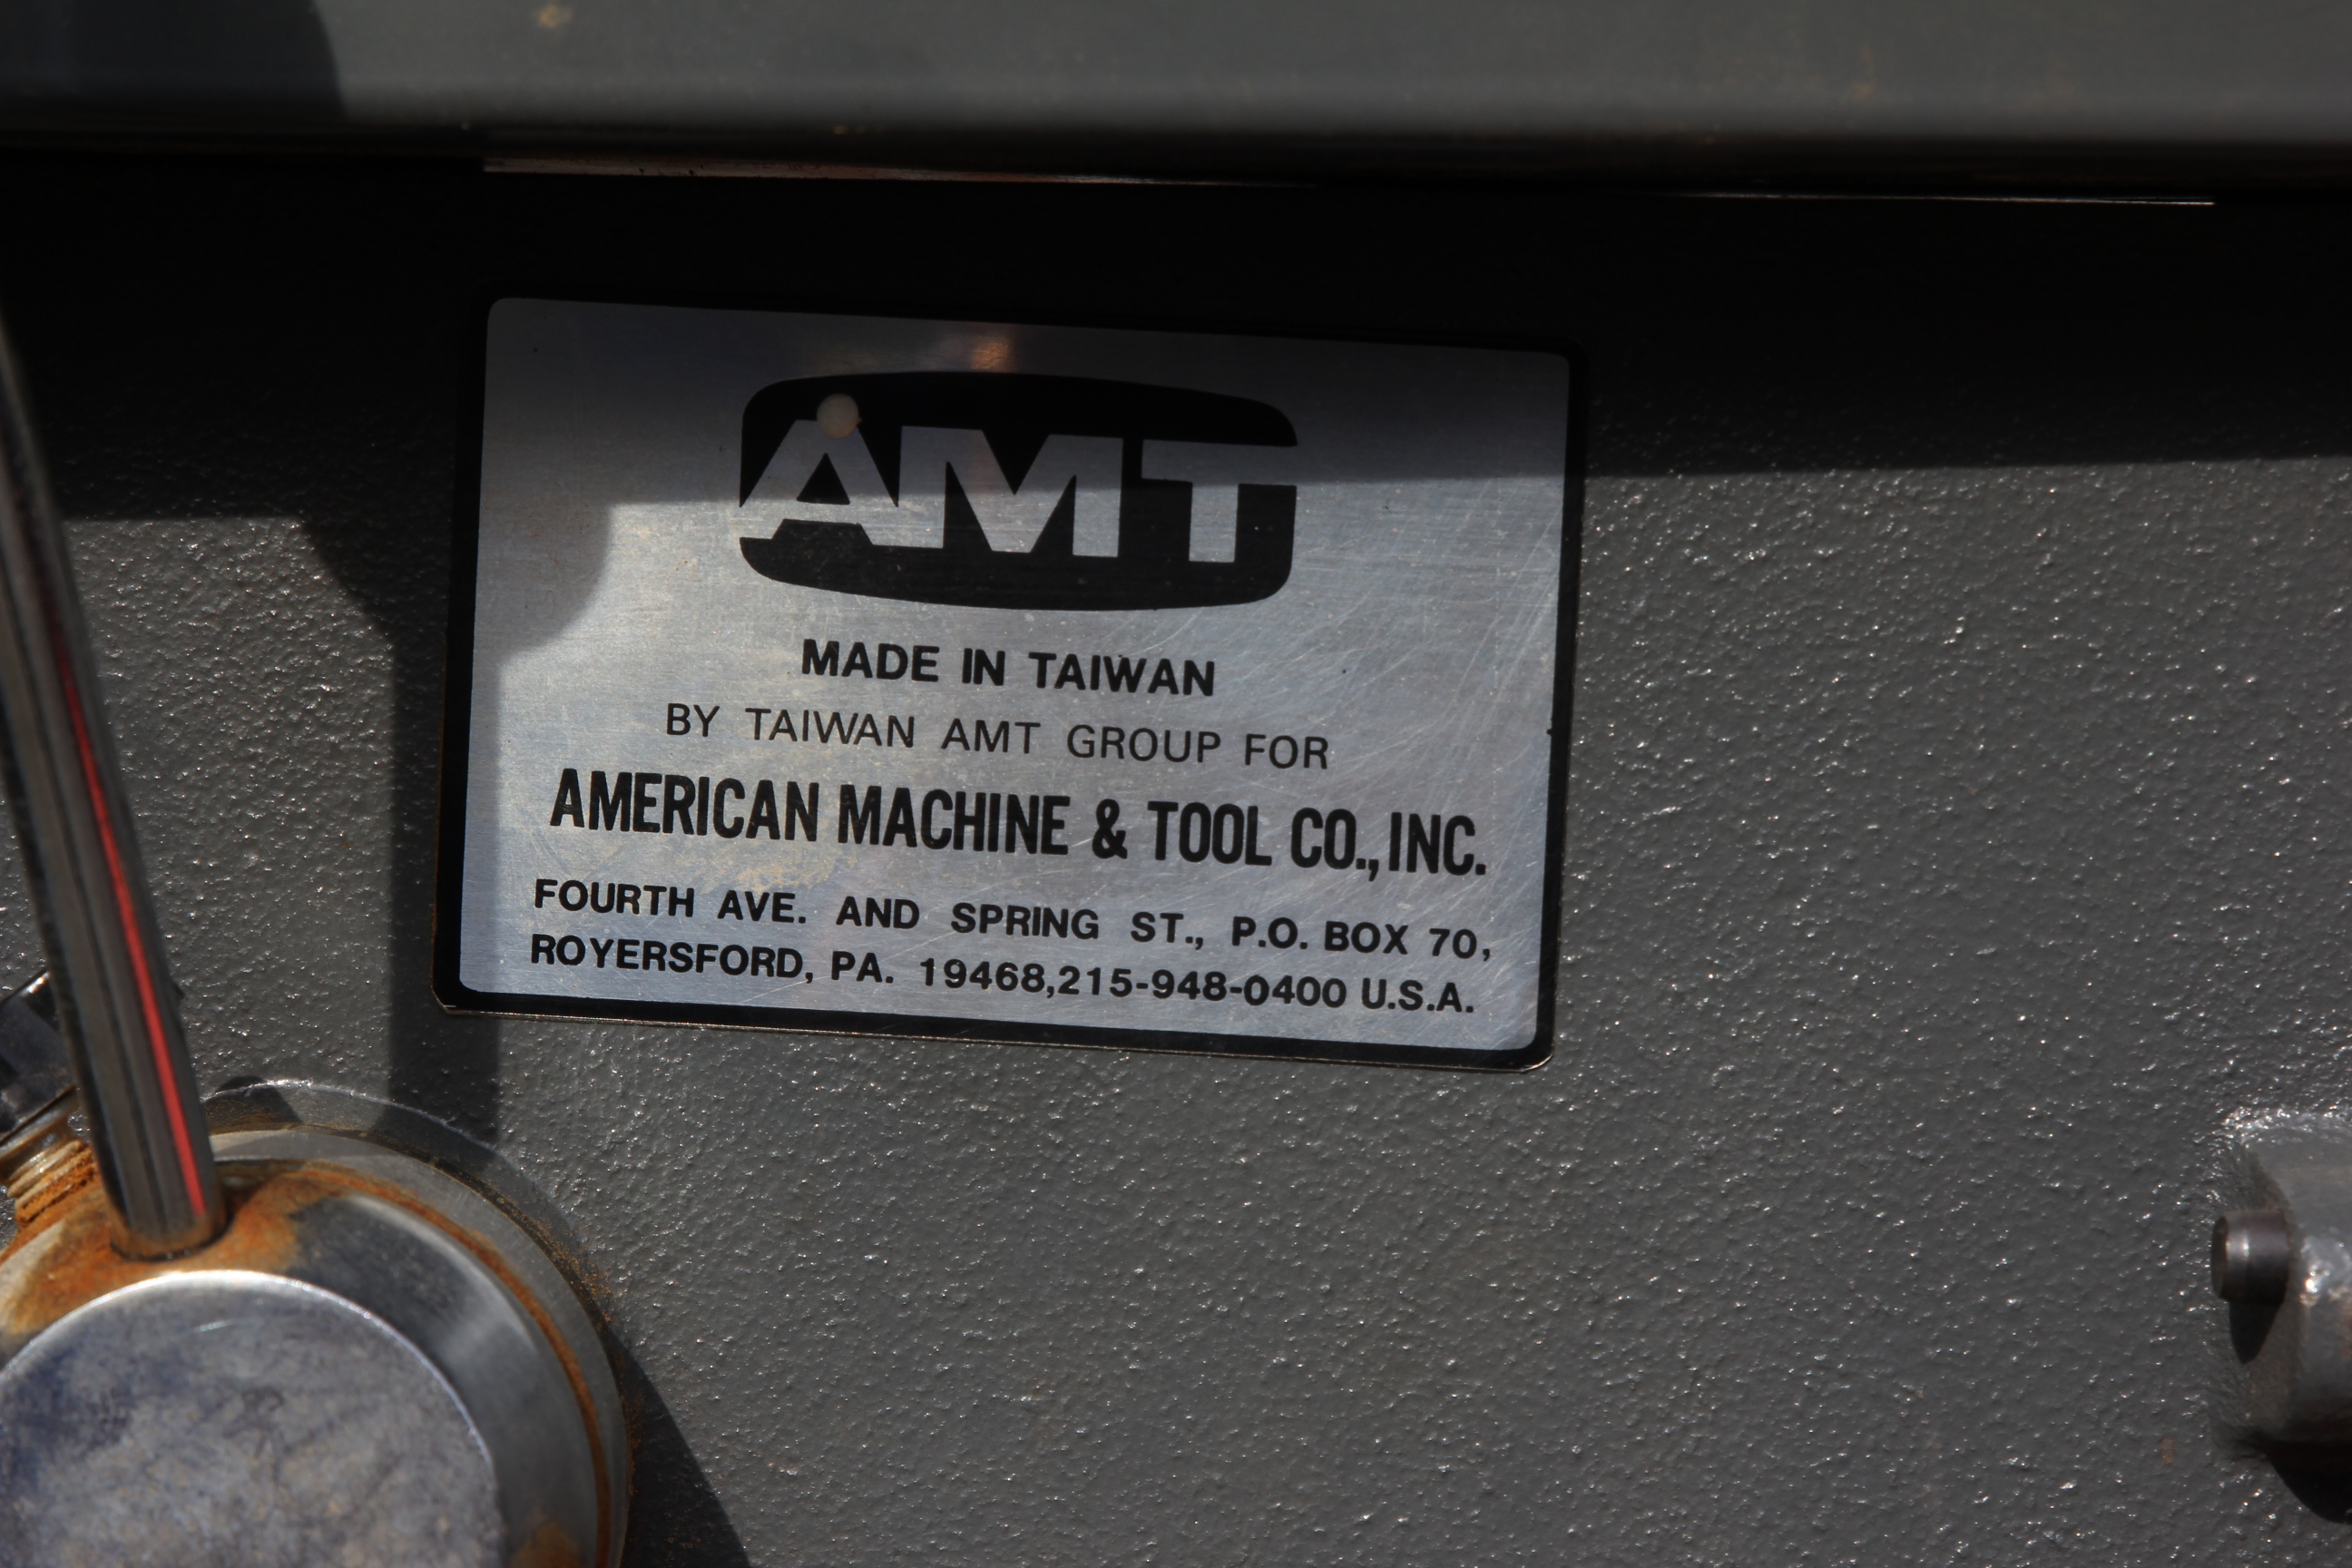 AMT
MADE IN TAIWAN
BY TAIWAN AMT GROUP FOR
AMERICAN MACHINE & TOOL CO., INC.
FOURTH AVE. AND SPRING ST., P.O. BOX 70,
ROYERSFORD, PA. 19468,215-948-0400 U.S.A.